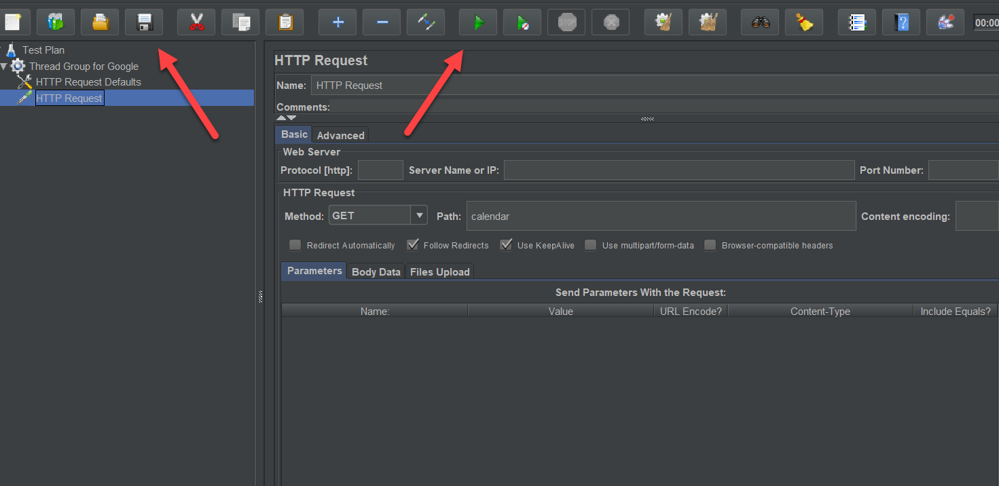 STOP
00:00
Test Plan
Thread Group for Google
HTTP Request Defaults
HTTP Request
HTTP Request
Name: HTTP Request
Comments:
Basic Advanced
Web Server
Protocol [http]: Server Name or IP: Port Number:
HTTP Request
Method: GET Path: calendar Content encoding:
Redirect Automatically Follow Redirects Use KeepAlive Use multipart/form-data Browser-compatible headers
Parameters Body Data Files Upload
Send Parameters With the Request:
Name: Value URL Encode? Content-Type Include Equals?